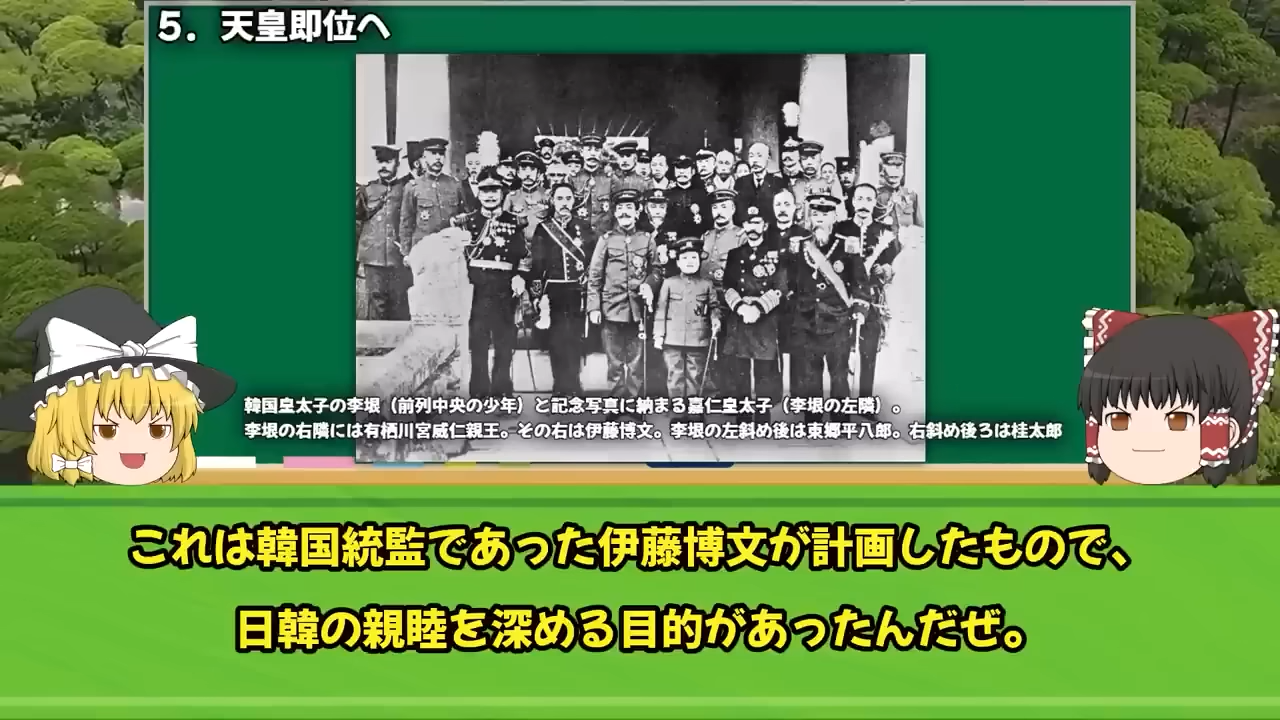 5．天皇即位へ
韓国皇太子の李垠（前列中央の少年）と記念写真に納まる嘉仁皇太子（李垠の左隣）。
李垠の右隣には有栖川宮威仁親王。その右は伊藤博文。李垠の左斜め後は東郷平八郎。右斜め後ろは桂太郎
これは韓国統監であった伊藤博文が計画したもので、
日韓の親睦を深める目的があったんだぜ。